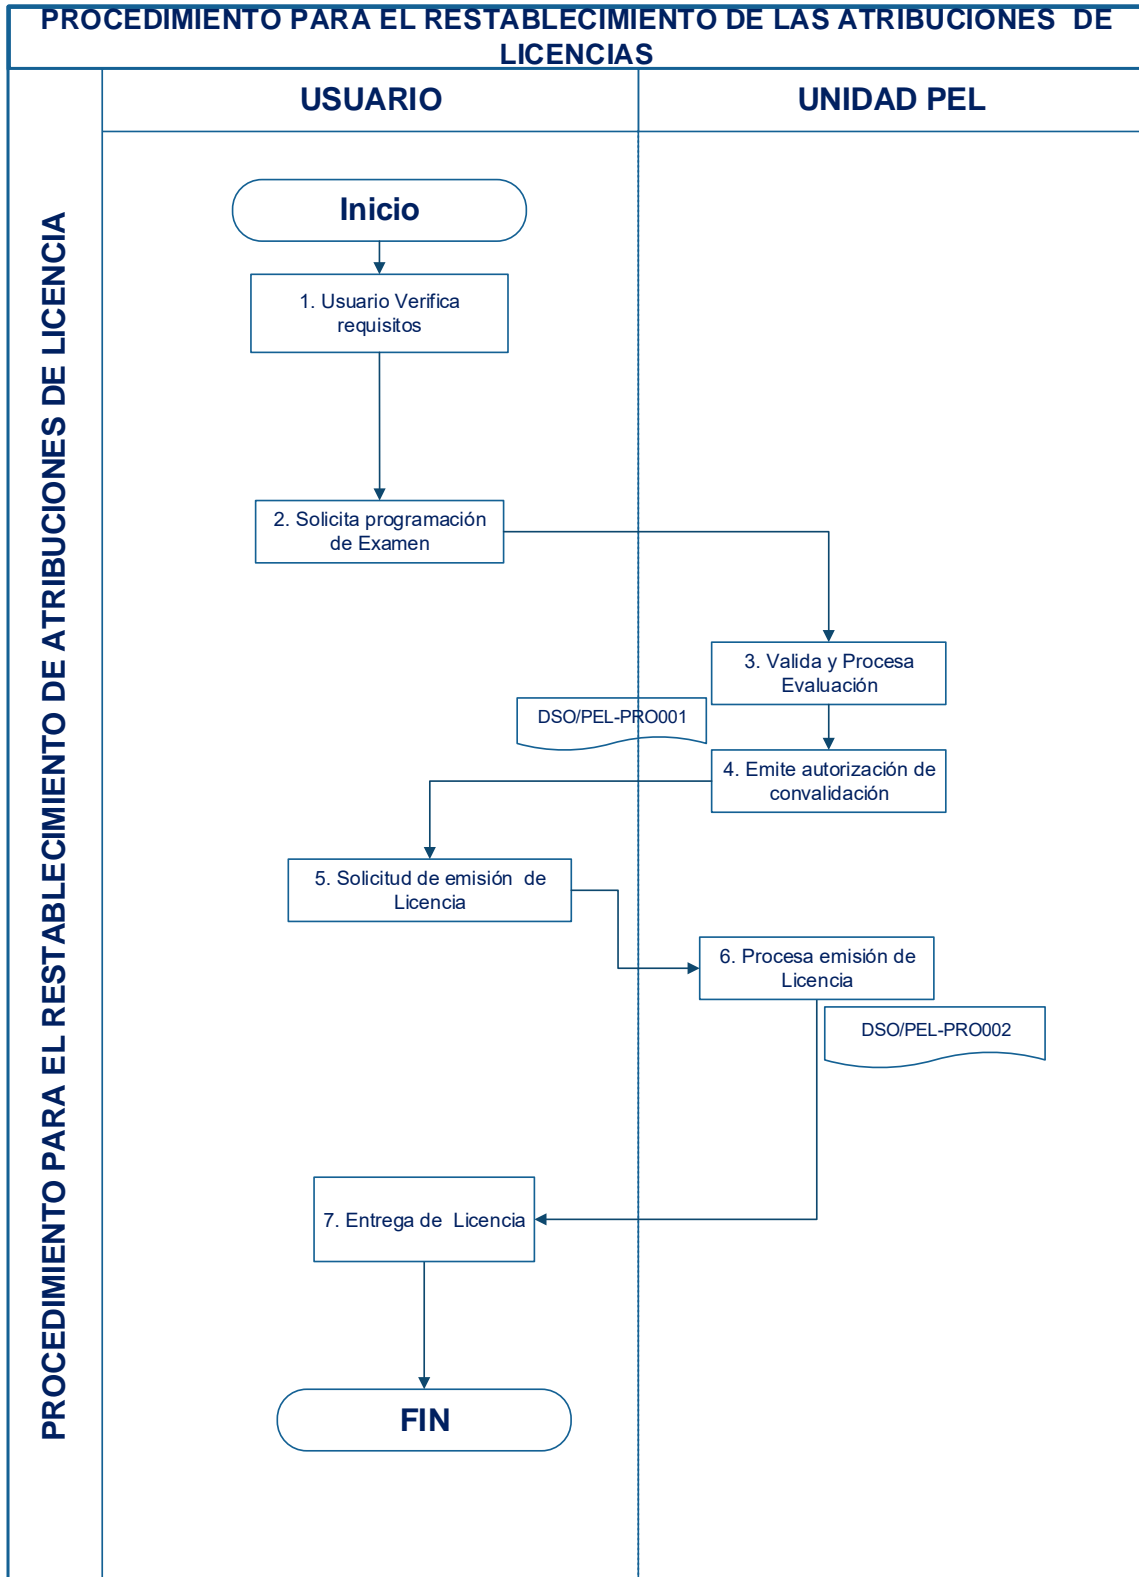 PROCEDIMIENTO PARA EL RESTABLECIMIENTO DE LAS ATRIBUCIONES DE
LICENCIAS
USUARIO
UNIDAD PEL
PROCEDIMIENTO PARA EL RESTABLECIMIENTO DE ATRIBUCIONES DE LICENCIA
Inicio
1. Usuario Verifica
requisitos
2. Solicita programación
de Examen
3. Valida y Procesa
Evaluación
DSO/PEL-PRO001
4. Emite autorización de
convalidación
5. Solicitud de emisión de
Licencia
6. Procesa emisión de
Licencia
DSO/PEL-PRO002
7. Entrega de Licencia
FIN